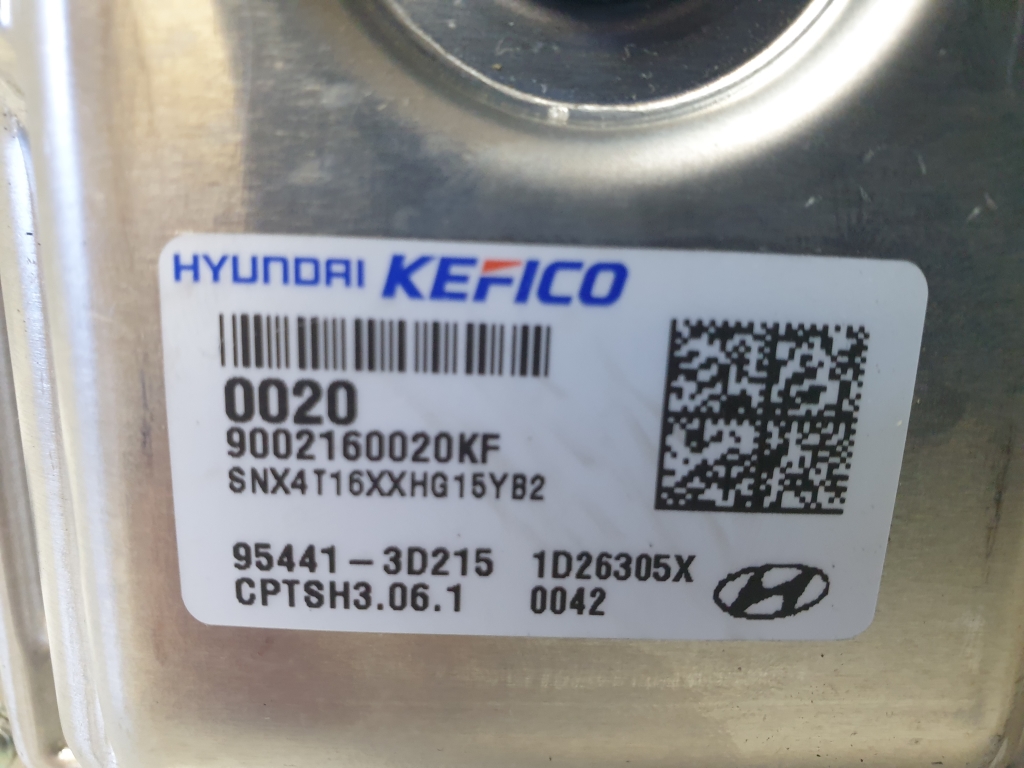 HYUNDAI KEFICO
0020
9002160020KF
SNX4T16XXHG15YB2
95441-3D215 1D26305X
CPTSH3.06.1 0042